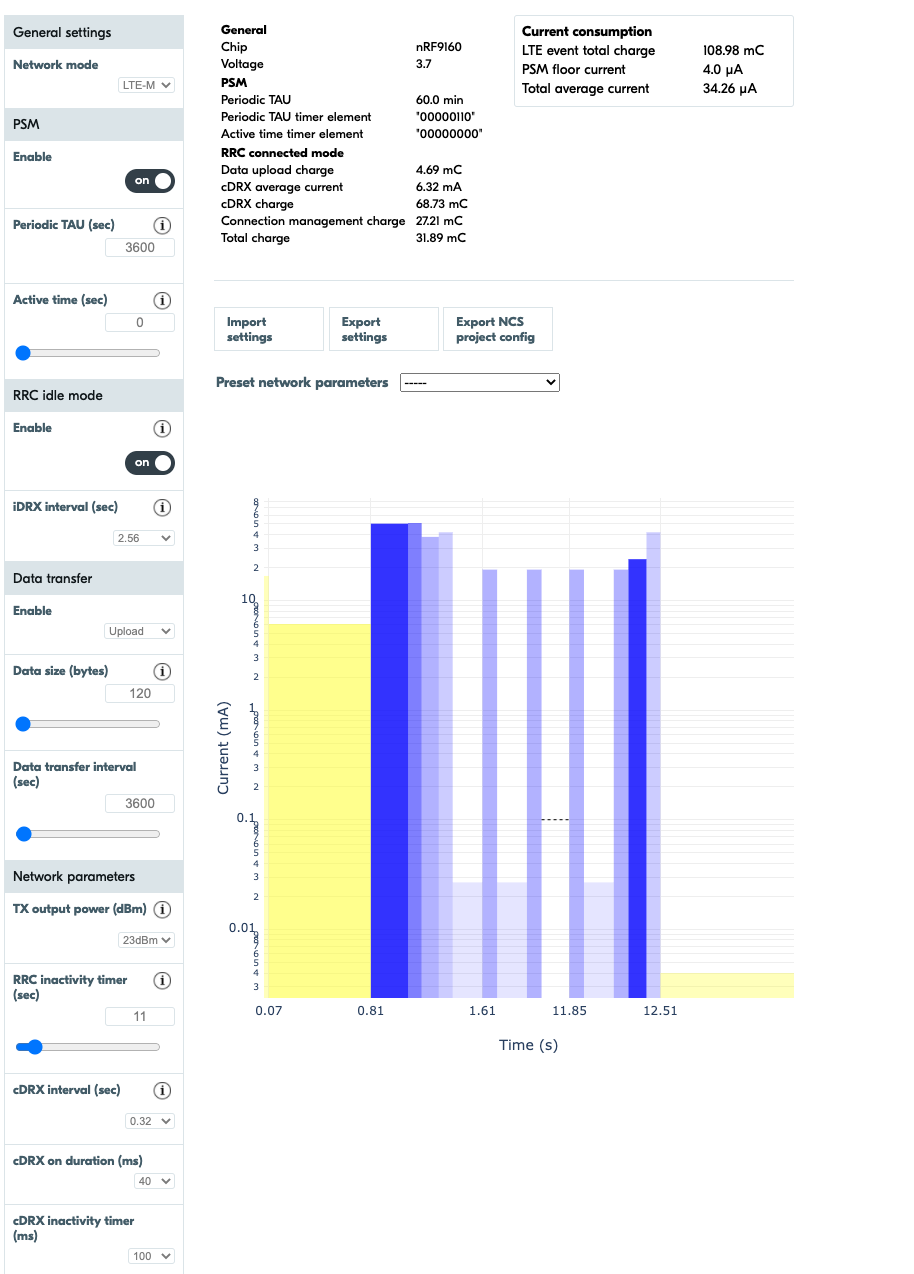 General settings
Network mode
LTE-M
PSM
Enable
on
Periodic TAU (sec)
i
3600
Active time (sec)
i
0
RRC idle mode
Enable
i
on
iDRX interval (sec)
i
2.56
Data transfer
Enable
Upload
Data size (bytes)
i
120
Data transfer interval
(sec)
3600
Network parameters
TX output power (dBm)
i
23dBm
RRC inactivity timer
(sec)
i
11
cDRX interval (sec)
i
0.32
cDRX on duration (ms)
40
cDRX inactivity timer
(ms)
100
General
Chip nRF9160
Voltage 3.7
PSM
Periodic TAU 60.0 min
Periodic TAU timer element "00000110"
Active time timer element "00000000"
RRC connected mode
Data upload charge 4.69 mC
cDRX average current 6.32 mA
cDRX charge 68.73 mC
Connection management charge 27.21 mC
Total charge 31.89 mC
Current consumption
LTE event total charge 108.98 mC
PSM floor current 4.0 µA
Total average current 34.26 µA
Import
settings
Export
settings
Export NCS
project config
Preset network parameters -----
8
7
6
5
4
3
2
10
9
8
7
6
5
4
3
2
1
9
8
7
6
5
4
3
2
0.1
9
8
7
6
5
4
3
2
0.01
9
8
7
6
5
4
3
Current (mA)
0.07 0.81 1.61 11.85 12.51
Time (s)